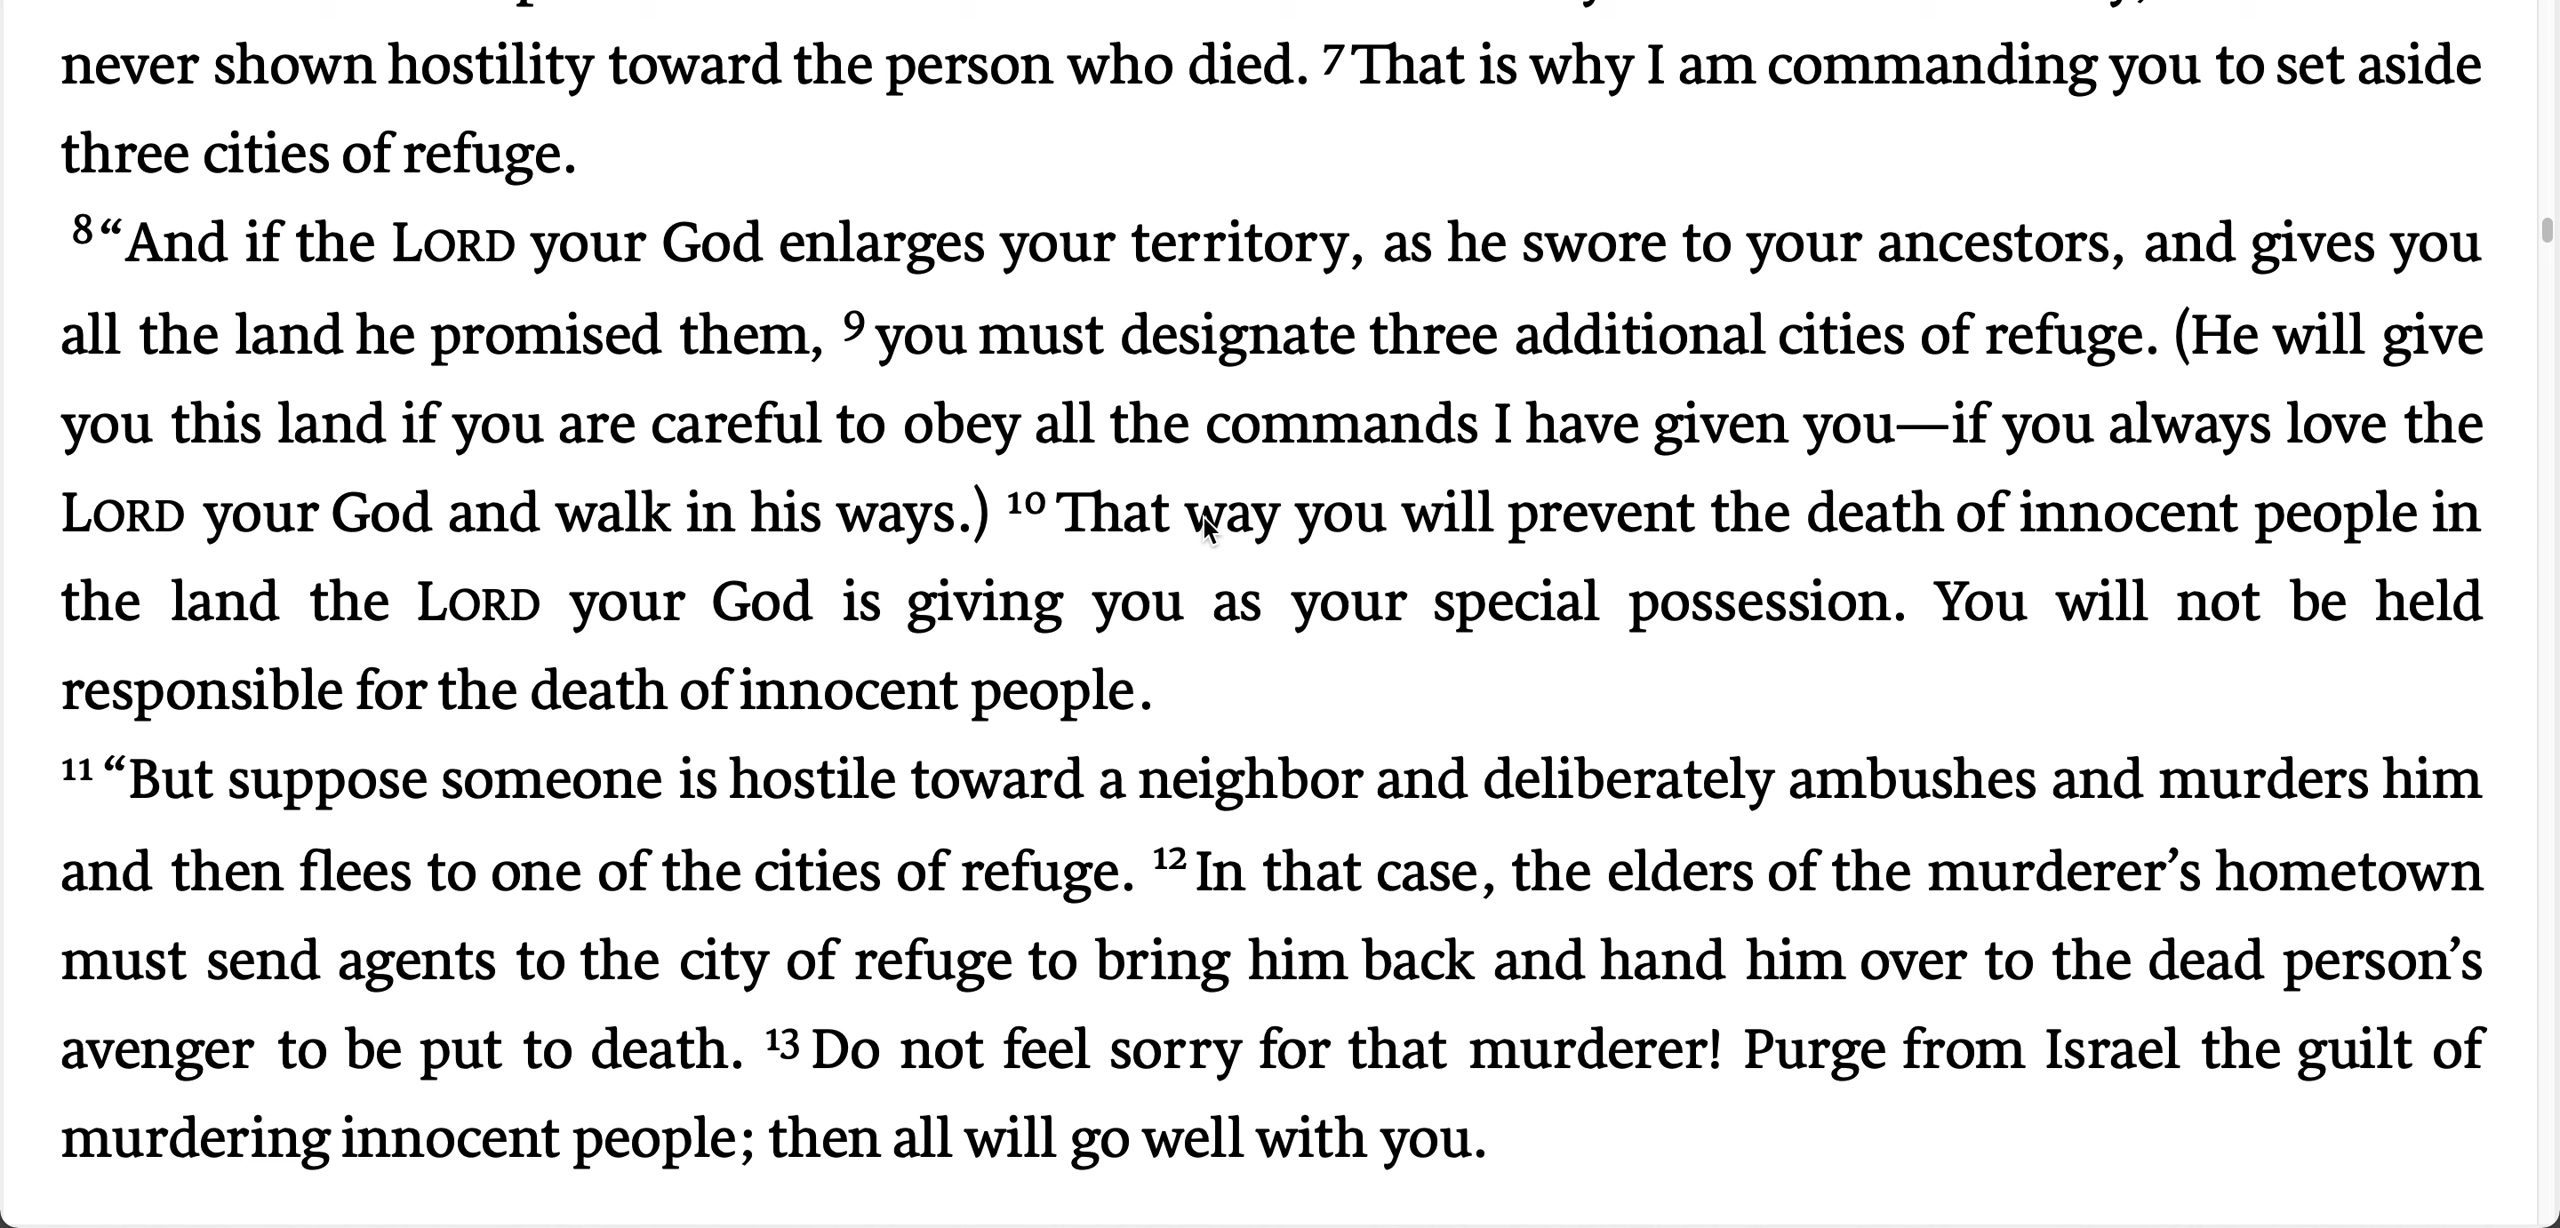 never shown hostility toward the person who died. 7 That is why I am commanding you to set aside
three cities of refuge.
8 “And if the LORD your God enlarges your territory, as he swore to your ancestors, and gives you
all the land he promised them, 9 you must designate three additional cities of refuge. (He will give
you this land if you are careful to obey all the commands I have given you—if you always love the
LORD your God and walk in his ways.) 10 That way you will prevent the death of innocent people in
the land the LORD your God is giving you as your special possession. You will not be held
responsible for the death of innocent people.
11 “But suppose someone is hostile toward a neighbor and deliberately ambushes and murders him
and then flees to one of the cities of refuge. 12 In that case, the elders of the murderer’s hometown
must send agents to the city of refuge to bring him back and hand him over to the dead person’s
avenger to be put to death. 13 Do not feel sorry for that murderer! Purge from Israel the guilt of
murdering innocent people; then all will go well with you.